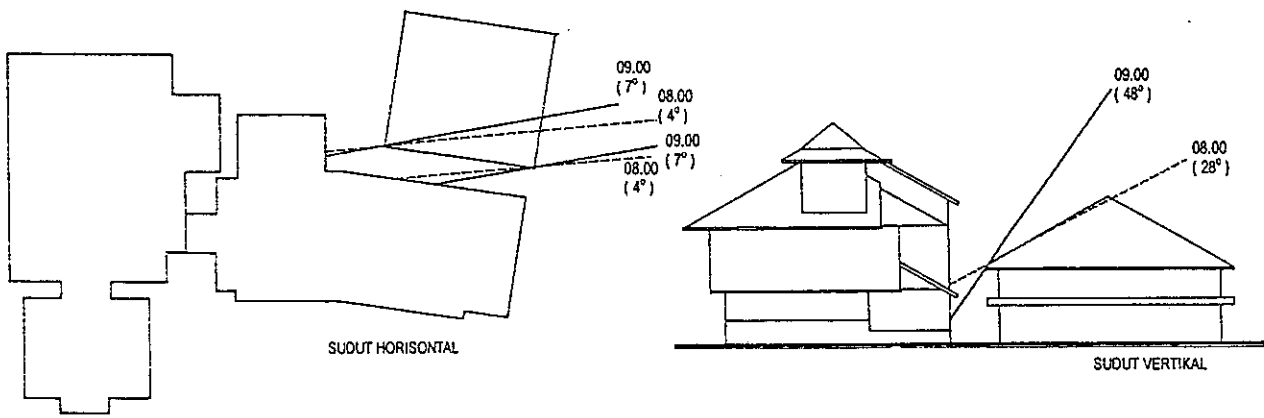 09.00
( 7° )
08.00
( 4° )
09.00
( 7° )
08.00
( 4° )
SUDUT HORISONTAL
09.00
( 48° )
08.00
( 28° )
SUDUT VERTIKAL